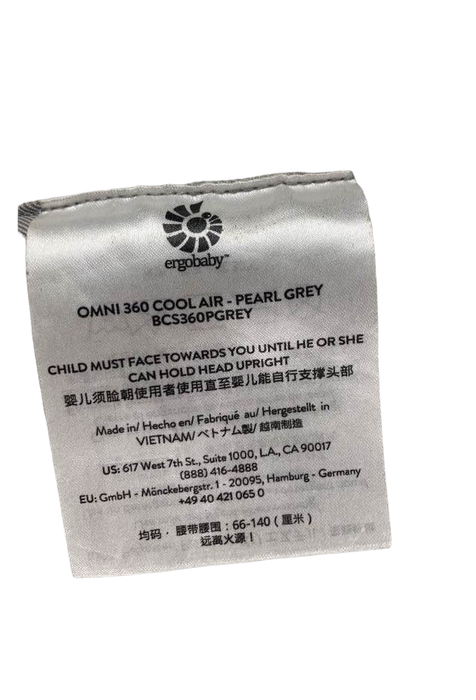 ergobaby™
OMNI 360 COOL AIR - PEARL GREY
BCS360PGREY
CHILD MUST FACE TOWARDS YOU UNTIL HE OR SHE
CAN HOLD HEAD UPRIGHT
婴儿须脸朝使用者使用直至婴儿能自行支撑头部
Made in/ Hecho en/ Fabriqué au/ Hergestellt in
VIETNAM/ ベトナム製/ 越南制造
US: 617 West 7th St., Suite 1000, L.A., CA 90017
(888) 416-4888
EU: GmbH - Mönckebergstr. 1 - 20095, Hamburg - Germany
+49 40 421 065 0
均码 · 腰带腰围：66-140 ( 厘米 )
远离火源！